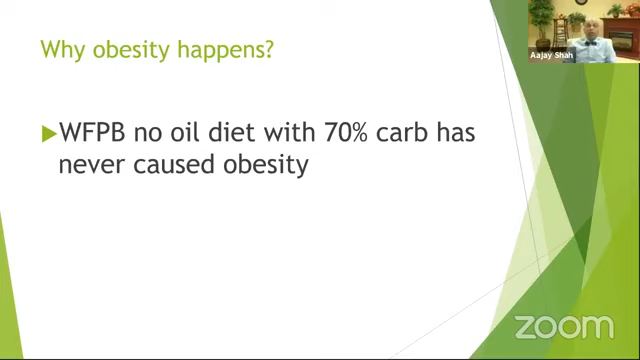 Aajay Shah
Why obesity happens?
WFPB no oil diet with 70% carb has
never caused obesity
zoom